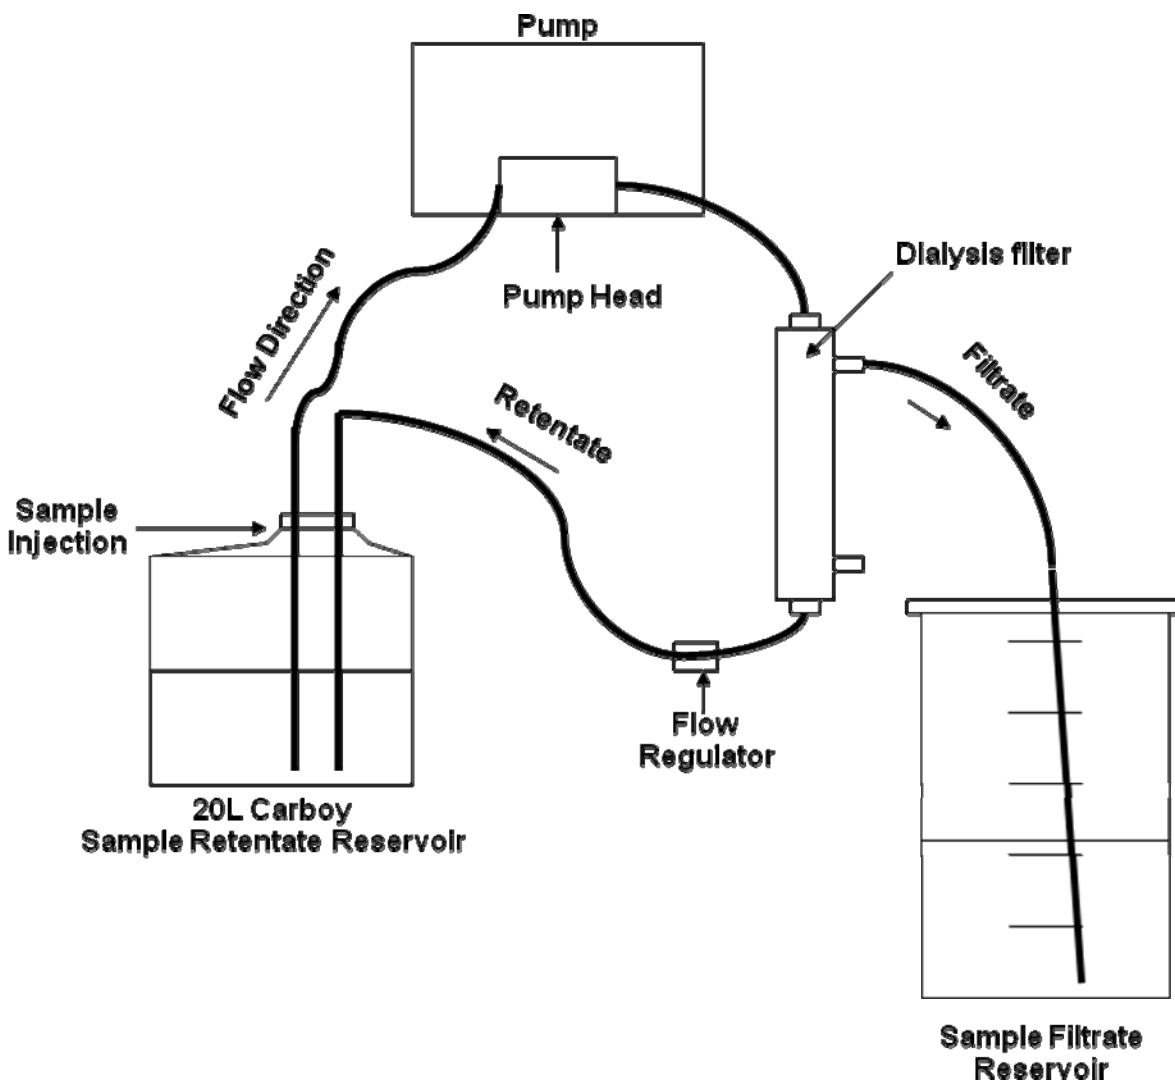 Pump
Pump Head
Dialysis filter
Flow Direction
Filtrate
Retentate
Sample
Injection
Flow
Regulator
20L Carboy
Sample Retentate Reservoir
Sample Filtrate
Reservoir